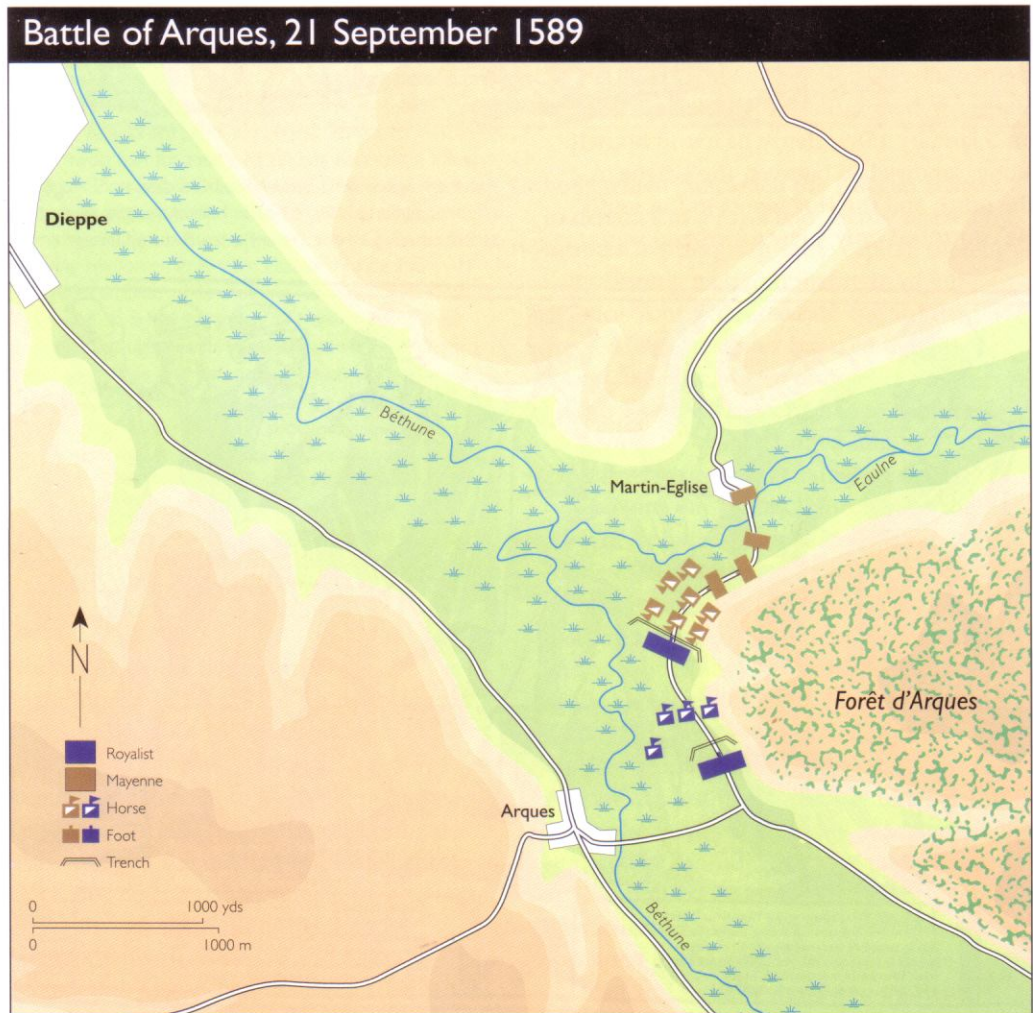 Battle of Arques, 21 September 1589
Dieppe
Béthune
Martin-Eglise
Eaulne
Forêt d'Arques
N
Royalist
Mayenne
Horse
Foot
Trench
Arques
Béthune
0 1000 yds
0 1000 m